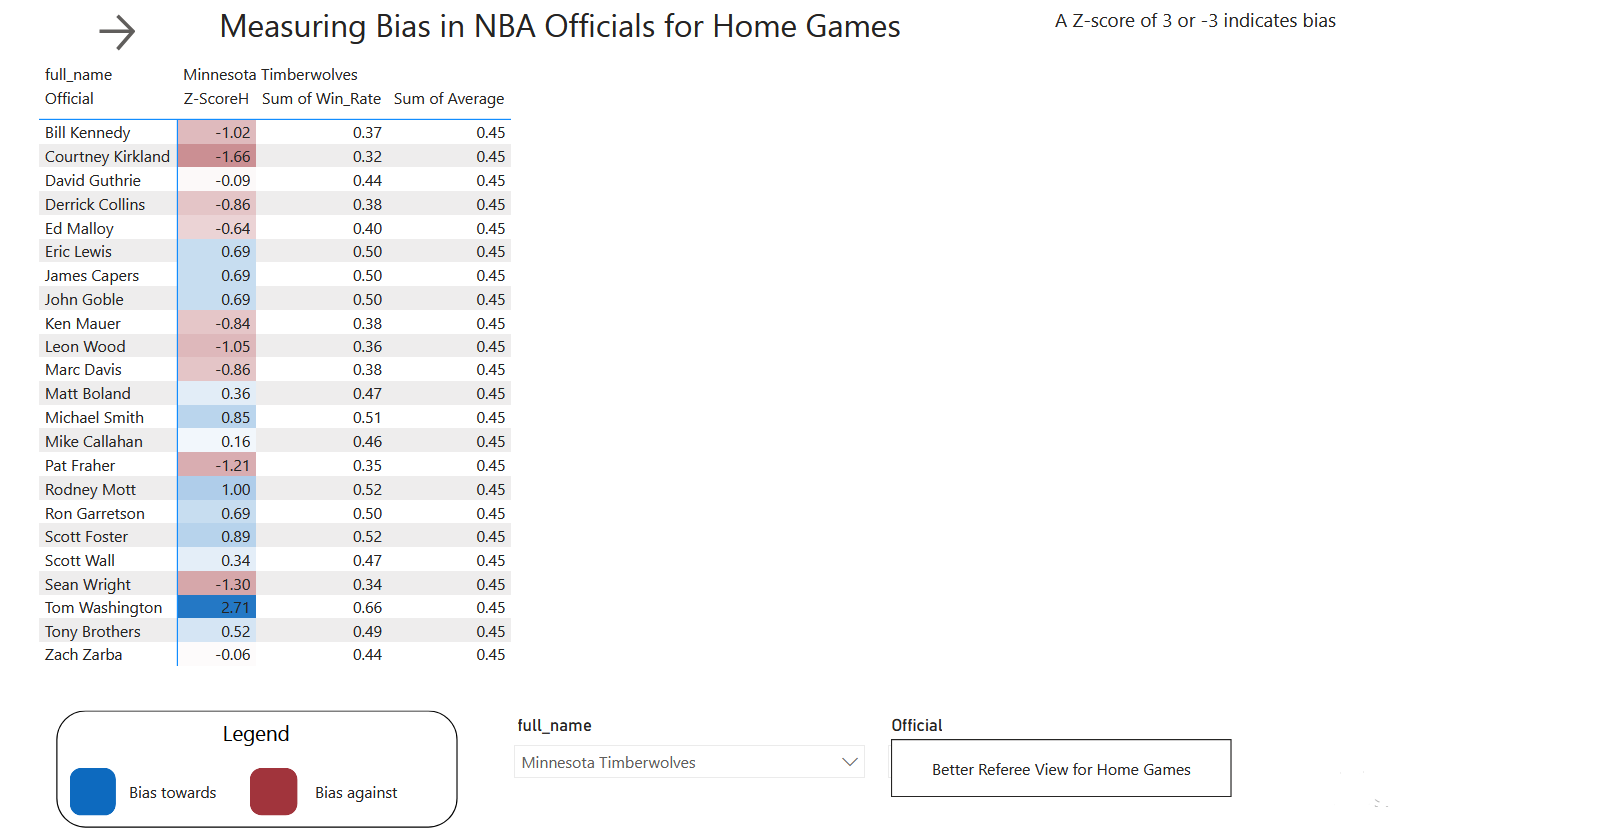 Measuring Bias in NBA Officials for Home Games
A Z-score of 3 or -3 indicates bias
full_name Minnesota Timberwolves
Official Z-ScoreH Sum of Win_Rate Sum of Average
Bill Kennedy -1.02 0.37 0.45
Courtney Kirkland -1.66 0.32 0.45
David Guthrie -0.09 0.44 0.45
Derrick Collins -0.86 0.38 0.45
Ed Malloy -0.64 0.40 0.45
Eric Lewis 0.69 0.50 0.45
James Capers 0.69 0.50 0.45
John Goble 0.69 0.50 0.45
Ken Mauer -0.84 0.38 0.45
Leon Wood -1.05 0.36 0.45
Marc Davis -0.86 0.38 0.45
Matt Boland 0.36 0.47 0.45
Michael Smith 0.85 0.51 0.45
Mike Callahan 0.16 0.46 0.45
Pat Fraher -1.21 0.35 0.45
Rodney Mott 1.00 0.52 0.45
Ron Garretson 0.69 0.50 0.45
Scott Foster 0.89 0.52 0.45
Scott Wall 0.34 0.47 0.45
Sean Wright -1.30 0.34 0.45
Tom Washington 2.71 0.66 0.45
Tony Brothers 0.52 0.49 0.45
Zach Zarba -0.06 0.44 0.45
Legend
Bias towards Bias against
full_name
Minnesota Timberwolves
Official
Better Referee View for Home Games